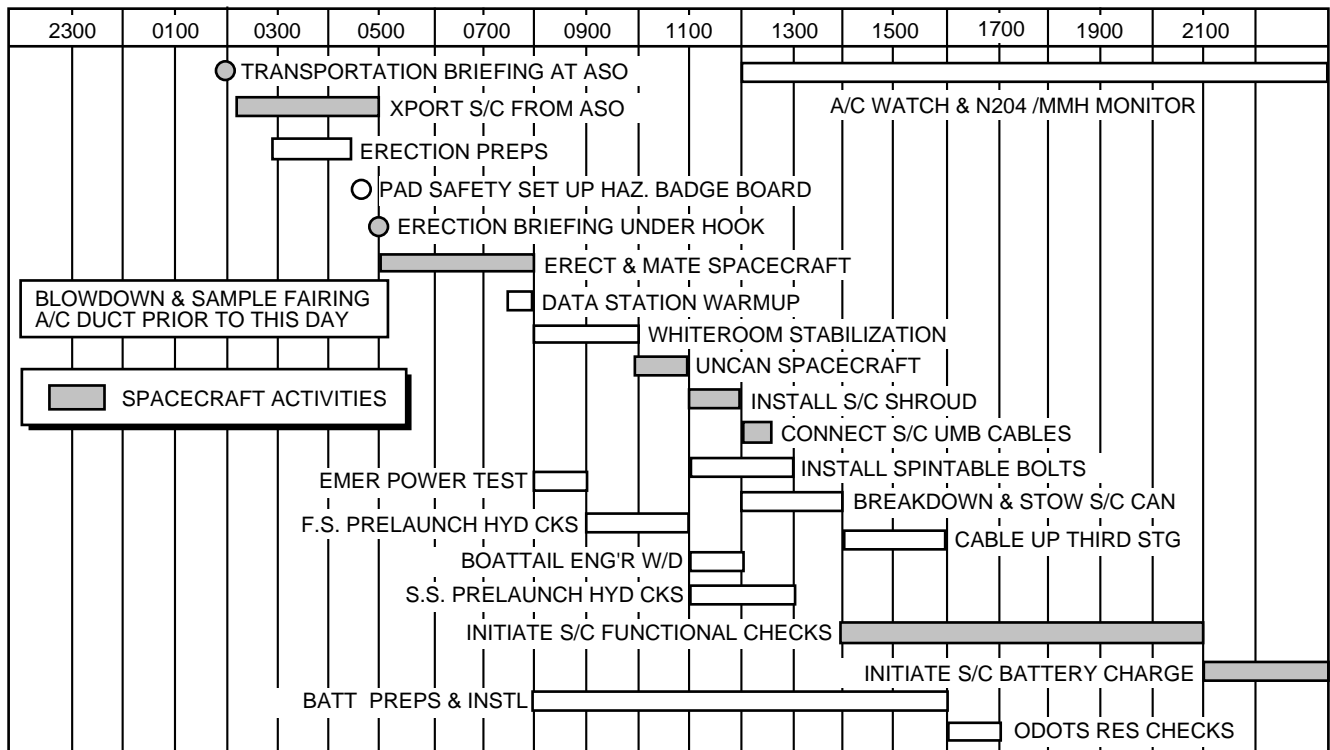 2300 0100 0300 0500 0700 0900 1100 1300 1500 1700 1900 2100
TRANSPORTATION BRIEFING AT ASO
XPORT S/C FROM ASO
A/C WATCH & N204 /MMH MONITOR
ERECTION PREPS
PAD SAFETY SET UP HAZ. BADGE BOARD
ERECTION BRIEFING UNDER HOOK
ERECT & MATE SPACECRAFT
BLOWDOWN & SAMPLE FAIRING
A/C DUCT PRIOR TO THIS DAY
DATA STATION WARMUP
WHITEROOM STABILIZATION
UNCAN SPACECRAFT
SPACECRAFT ACTIVITIES
INSTALL S/C SHROUD
CONNECT S/C UMB CABLES
INSTALL SPINTABLE BOLTS
EMER POWER TEST
BREAKDOWN & STOW S/C CAN
F.S. PRELAUNCH HYD CKS
CABLE UP THIRD STG
BOATTAIL ENG'R W/D
S.S. PRELAUNCH HYD CKS
INITIATE S/C FUNCTIONAL CHECKS
INITIATE S/C BATTERY CHARGE
BATT PREPS & INSTL
ODOTS RES CHECKS